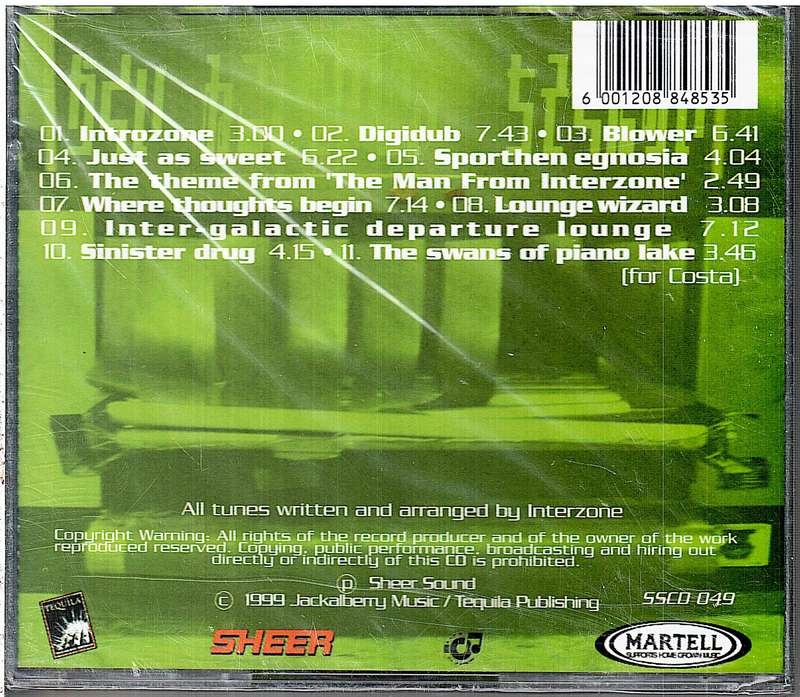 6 001208 848535
01. Introzone 3.00 • 02. Digidub 7.43 • 03. Blower 6.41
04. Just as sweet 6.22 • 05. Sporthen egnosia 4.04
06. The theme from 'The Man From Interzone' 2.49
07. Where thoughts begin 7.14 • 08. Lounge wizard 3.08
09. Inter-galactic departure lounge 7.12
10. Sinister drug 4.15 • 11. The swans of piano lake 3.46
(for Costa)
All tunes written and arranged by Interzone
Copyright Warning: All rights of the record producer and of the owner of the work
reproduced reserved. Copying, public performance, broadcasting and hiring out
directly or indirectly of this CD is prohibited.
℗ Sheer Sound
© 1999 Jackalberry Music / Tequila Publishing
SSCD 049
TEQUILA
SHEER
MARTELL
SUPPORTS HOME GROWN MUSIC